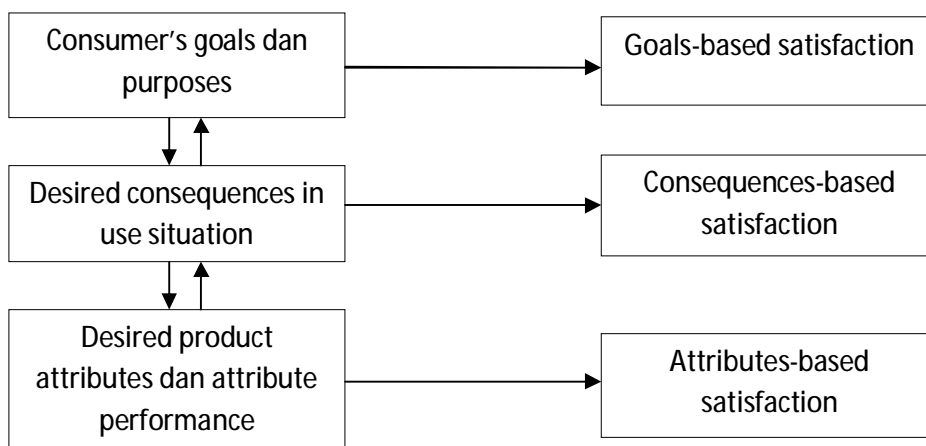 Consumer’s goals dan
purposes
Goals-based satisfaction
Desired consequences in
use situation
Consequences-based
satisfaction
Desired product
attributes dan attribute
performance
Attributes-based
satisfaction